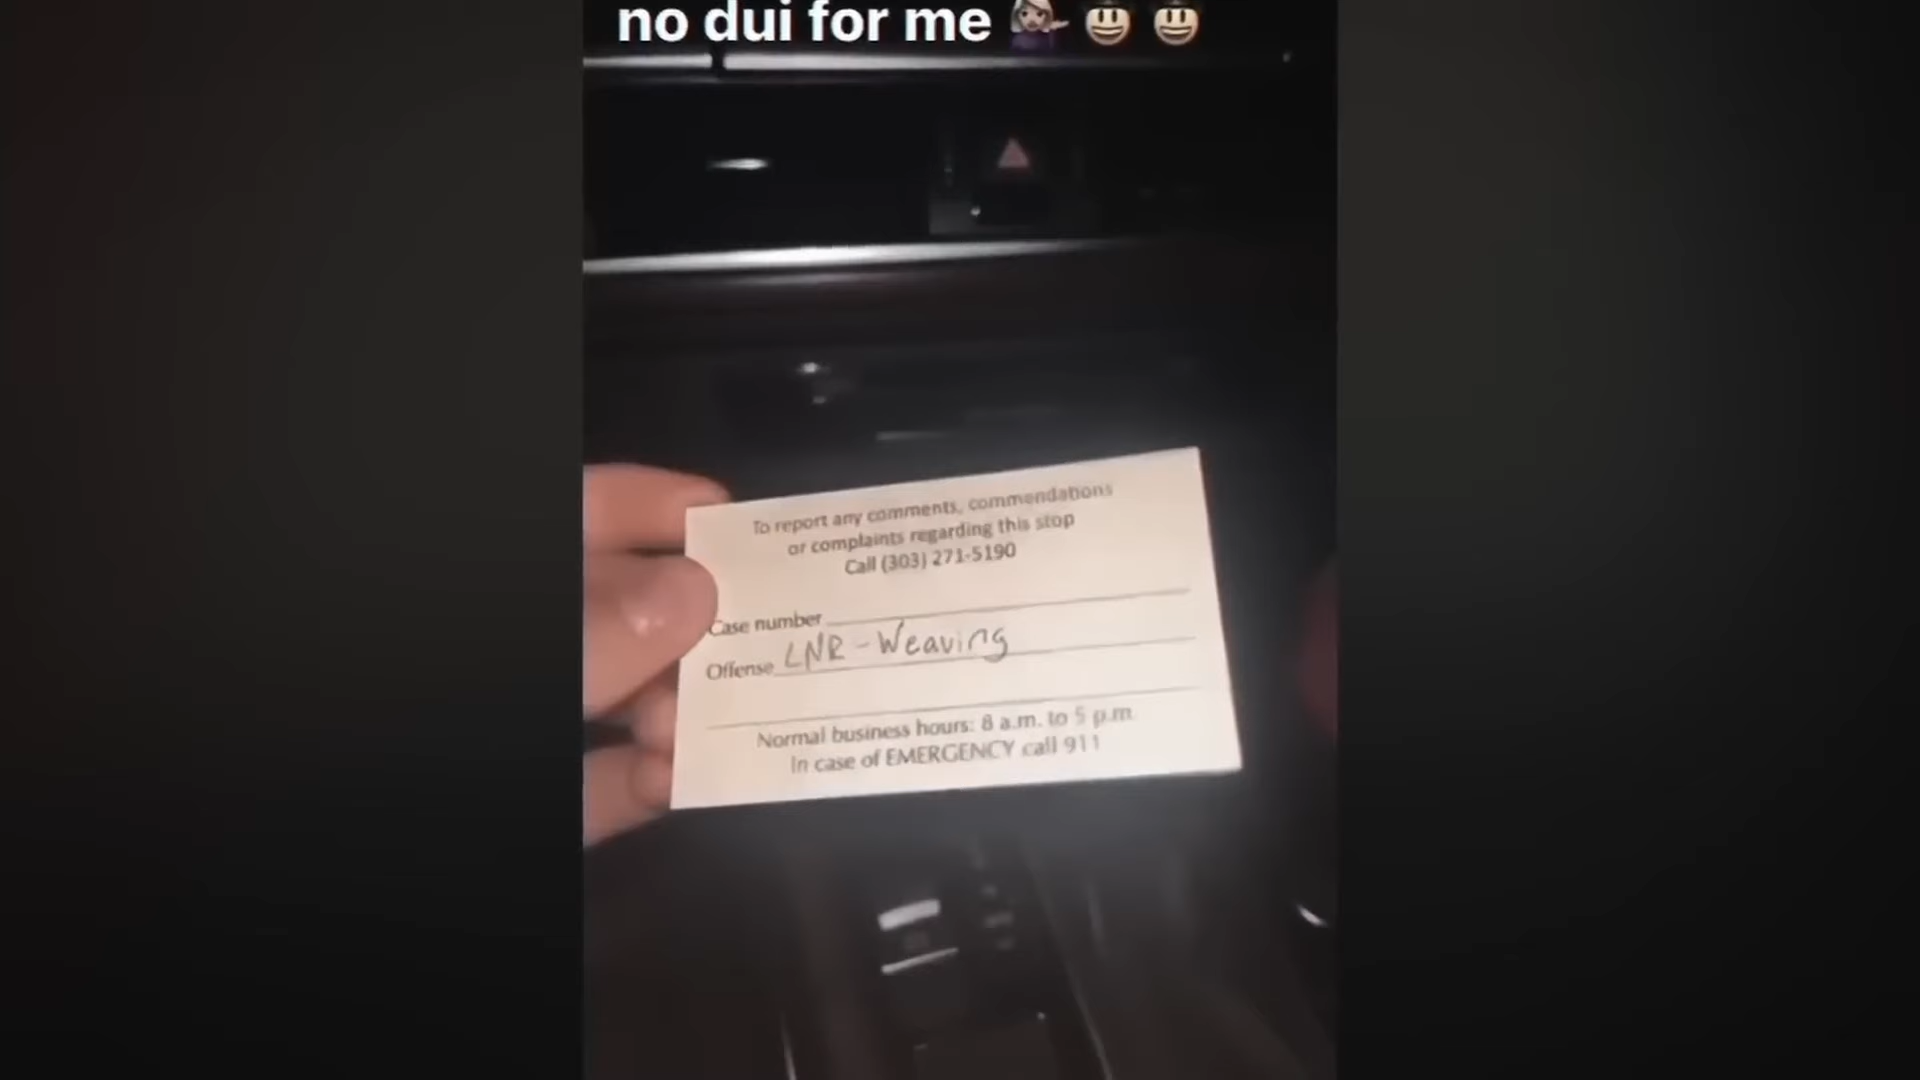 no dui for me 💁🏼‍♀️ 🤠 🤠
To report any comments, commendations
or complaints regarding this stop
Call (303) 271-5190
Case number
Offense LNR - Weaving
Normal business hours: 8 a.m. to 5 p.m.
In case of EMERGENCY call 911